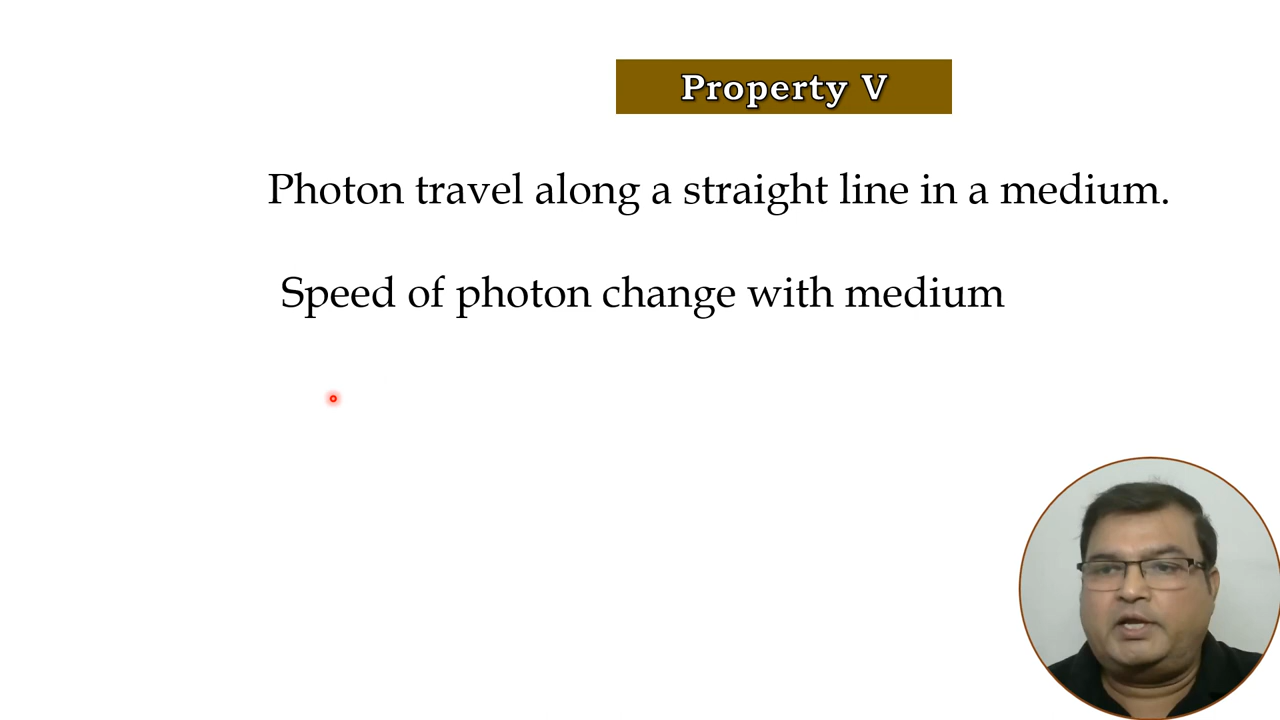 Property V
Photon travel along a straight line in a medium.
Speed of photon change with medium